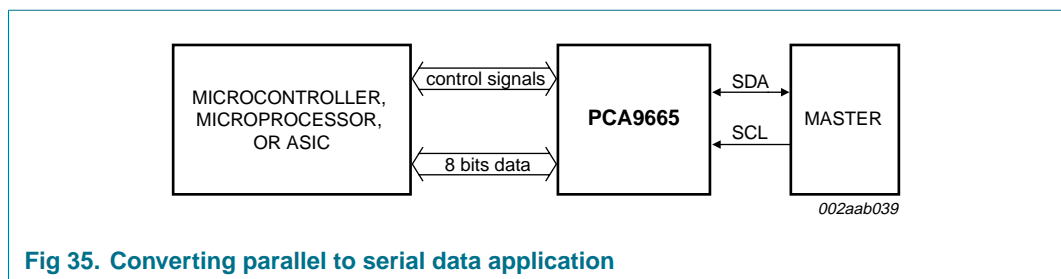 MICROCONTROLLER,
MICROPROCESSOR,
OR ASIC
control signals
8 bits data
PCA9665
SDA
SCL
MASTER
002aab039
Fig 35. Converting parallel to serial data application